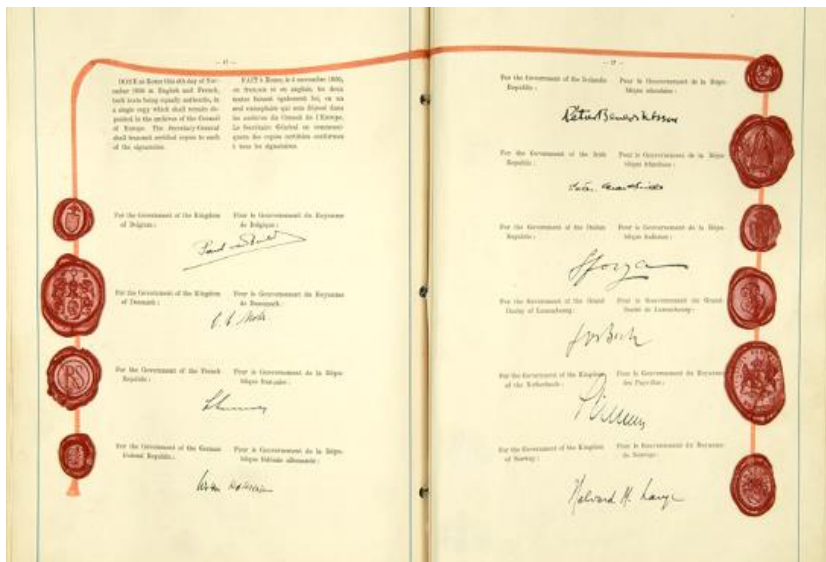 DONE at Rome this 4th day of Nov-
ember 1950 in English and French,
both texts being equally authentic, in
a single copy which shall remain de-
posited in the archives of the Council
of Europe. The Secretary-General
shall transmit certified copies to each
of the signatories.
FAIT à Rome, le 4 novembre 1950,
en français et en anglais, les deux
textes faisant également foi, en un
seul exemplaire qui sera déposé dans
les archives du Conseil de l'Europe.
Le Secrétaire Général en communi-
quera des copies certifiées conformes
à tous les signataires.
For the Government of the Kingdom
of Belgium :
Pour le Gouvernement du Royaume
de Belgique :
For the Government of the Kingdom
of Denmark :
Pour le Gouvernement du Royaume
de Danemark :
For the Government of the French
Republic :
Pour le Gouvernement de la Répu-
blique française :
For the Government of the German
Federal Republic :
Pour le Gouvernement de la Répu-
blique fédérale allemande :
For the Government of the Icelandic
Republic :
Pour le Gouvernement de la Répu-
blique islandaise :
For the Government of the Irish
Republic :
Pour le Gouvernement de la Répu-
blique irlandaise :
For the Government of the Italian
Republic :
Pour le Gouvernement de la Répu-
blique italienne :
Sforza
For the Government of the Grand
Duchy of Luxembourg :
Pour le Gouvernement du Grand
Duché de Luxembourg :
Jos Bech
For the Government of the Kingdom
of the Netherlands :
Pour le Gouvernement du Royaume
des Pays-Bas :
For the Government of the Kingdom
of Norway :
Pour le Gouvernement du Royaume
de Norvège :
Halvard M. Lange